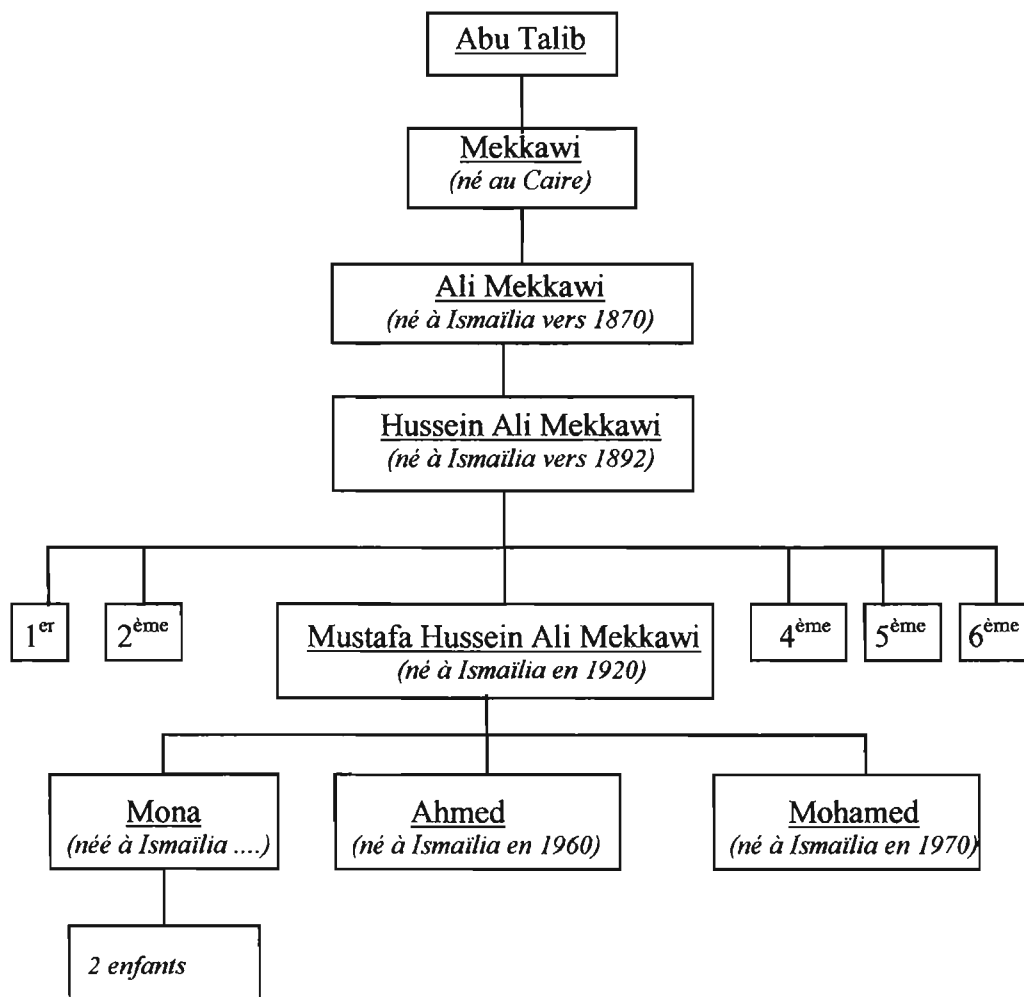 Abu Talib
Mekkawi
(né au Caire)
Ali Mekkawi
(né à Ismaïlia vers 1870)
Hussein Ali Mekkawi
(né à Ismaïlia vers 1892)
1er
2ème
Mustafa Hussein Ali Mekkawi
(né à Ismaïlia en 1920)
4ème
5ème
6ème
Mona
(néé à Ismaïlia ....)
Ahmed
(né à Ismaïlia en 1960)
Mohamed
(né à Ismaïlia en 1970)
2 enfants